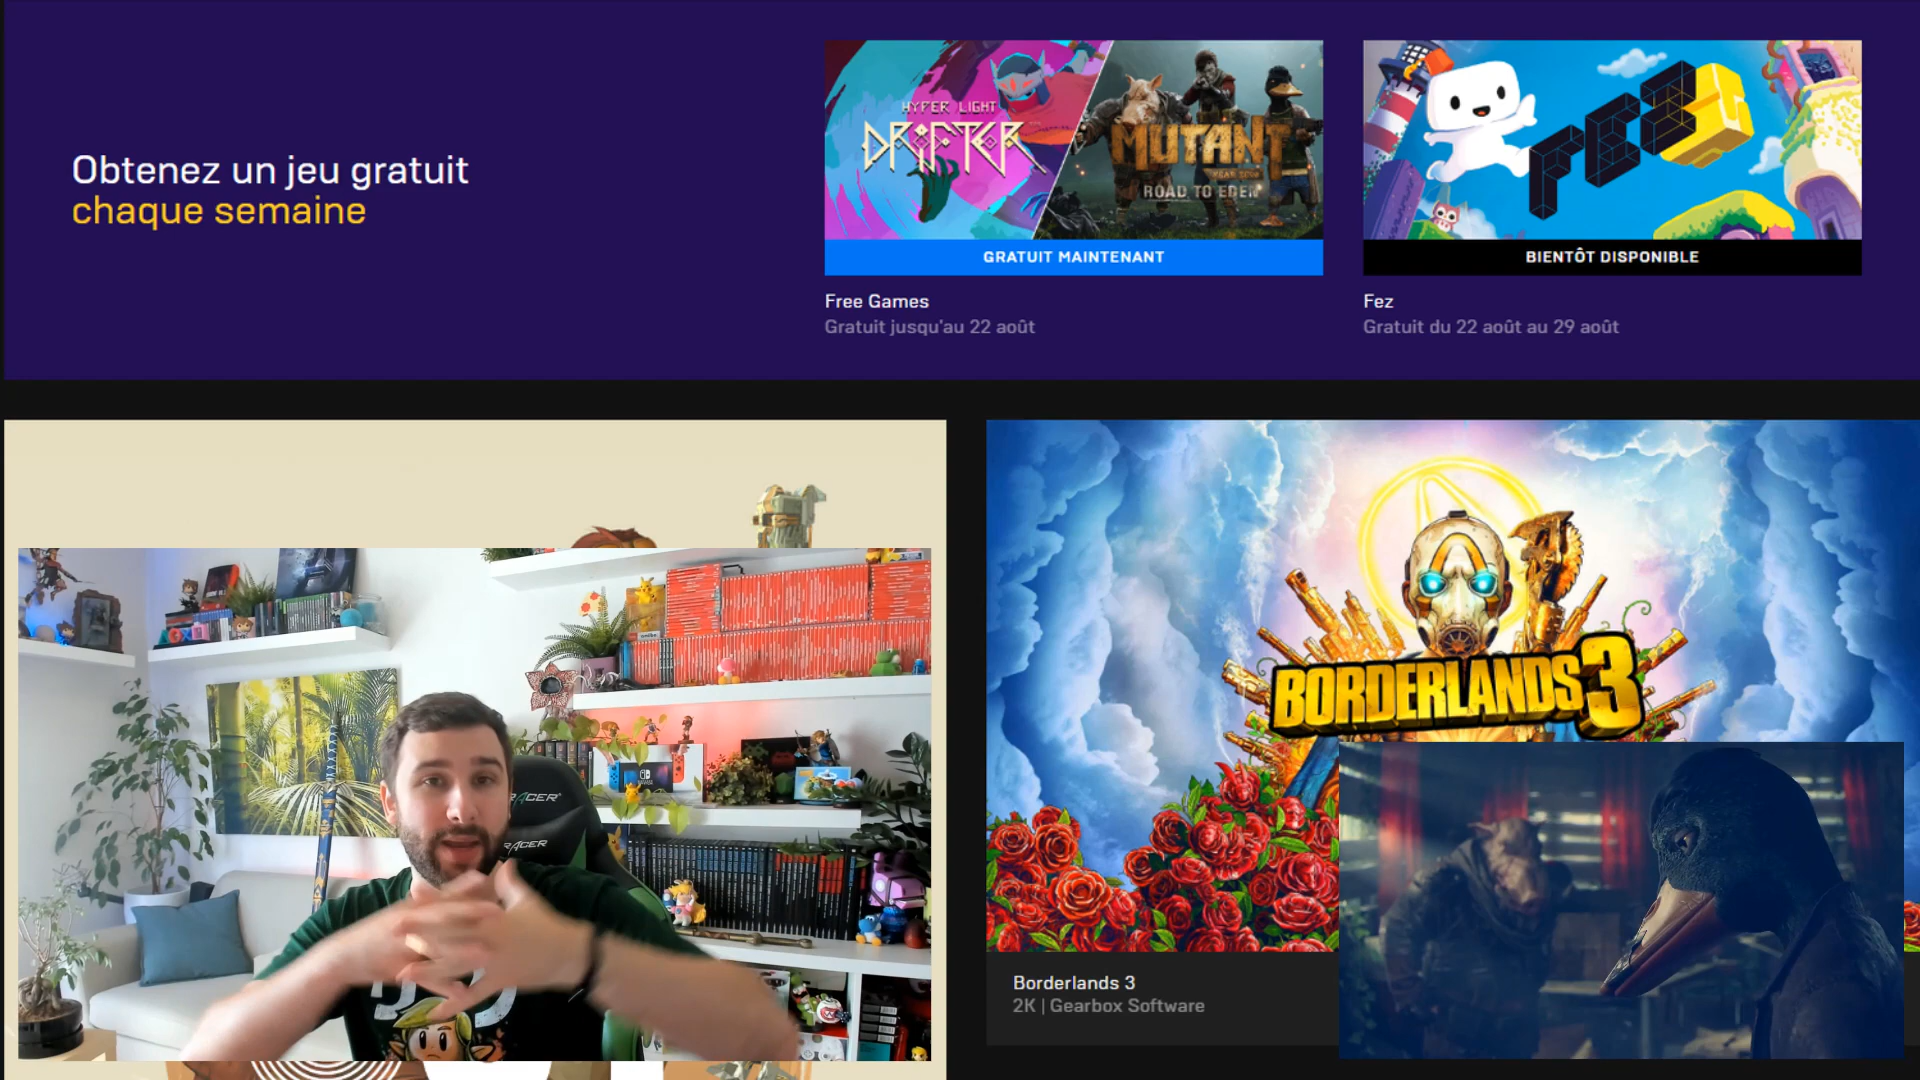 Obtenez un jeu gratuit
chaque semaine
HYPER LIGHT
DRIFTER
MUTANT
YEAR ZERO
ROAD TO EDEN
GRATUIT MAINTENANT
Free Games
Gratuit jusqu'au 22 août
FEZ
BIENTÔT DISPONIBLE
Fez
Gratuit du 22 août au 29 août
BORDERLANDS 3
Borderlands 3
2K | Gearbox Software
RACER
RACER